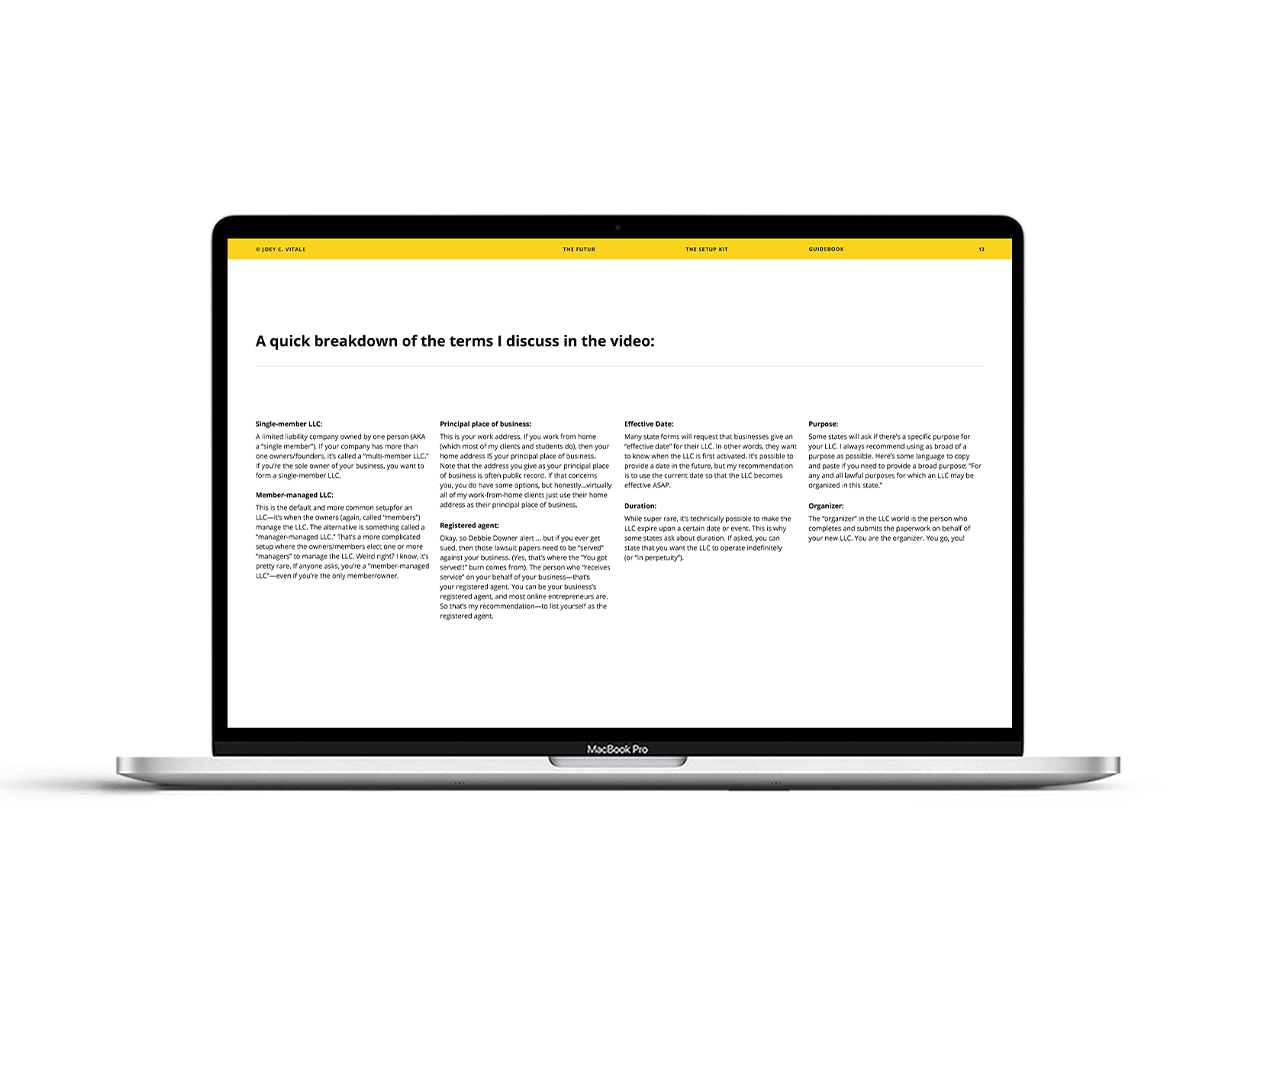 © JOEY C. VITALE
THE FUTUR
THE SETUP KIT
GUIDEBOOK
13
A quick breakdown of the terms I discuss in the video:
Single-member LLC:
A limited liability company owned by one person (AKA
a "single member"). If your company has more than
one owners/founders, it's called a "multi-member LLC."
If you're the sole owner of your business, you want to
form a single-member LLC.
Member-managed LLC:
This is the default and more common setupfor an
LLC—it's when the owners (again, called "members")
manage the LLC. The alternative is something called a
"manager-managed LLC." That's a more complicated
setup where the owners/members elect one or more
"managers" to manage the LLC. Weird right? I know, it's
pretty rare. If anyone asks, you're a "member-managed
LLC"—even if you're the only member/owner.
Principal place of business:
This is your work address. If you work from home
(which most of my clients and students do), then your
home address IS your principal place of business.
Note that the address you give as your principal place
of business is often public record. If that concerns
you, you do have some options, but honestly...virtually
all of my work-from-home clients just use their home
address as their principal place of business.
Registered agent:
Okay, so Debbie Downer alert ... but if you ever get
sued, then those lawsuit papers need to be "served"
against your business. (Yes, that's where the "You got
served!" burn comes from). The person who "receives
service" on your behalf of your business—that's
your registered agent. You can be your business's
registered agent, and most online entrepreneurs are.
So that's my recommendation—to list yourself as the
registered agent.
Effective Date:
Many state forms will request that businesses give an
"effective date" for their LLC. In other words, they want
to know when the LLC is first activated. It's possible to
provide a date in the future, but my recommendation
is to use the current date so that the LLC becomes
effective ASAP.
Duration:
While super rare, it's technically possible to make the
LLC expire upon a certain date or event. This is why
some states ask about duration. If asked, you can
state that you want the LLC to operate indefinitely
(or "in perpetuity").
Purpose:
Some states will ask if there's a specific purpose for
your LLC. I always recommend using as broad of a
purpose as possible. Here's some language to copy
and paste if you need to provide a broad purpose: "For
any and all lawful purposes for which an LLC may be
organized in this state."
Organizer:
The "organizer" in the LLC world is the person who
completes and submits the paperwork on behalf of
your new LLC. You are the organizer. You go, you!
MacBook Pro